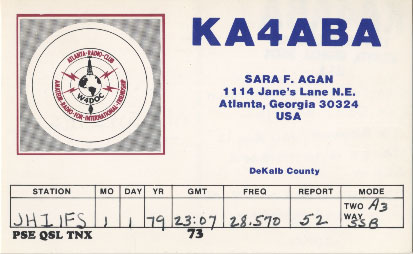 KA4ABA
ATLANTA-RADIO-CLUB
W4DOC
AMATEUR-RADIO-FOR-INTERNATIONAL-FRIENDSHIP
SARA F. AGAN
1114 Jane's Lane N.E.
Atlanta, Georgia 30324
USA
DeKalb County
STATION MO DAY YR GMT FREQ REPORT MODE
JH1IFS 1 1 79 23:07 28.570 52 TWO WAY A3 SSB
PSE QSL TNX 73